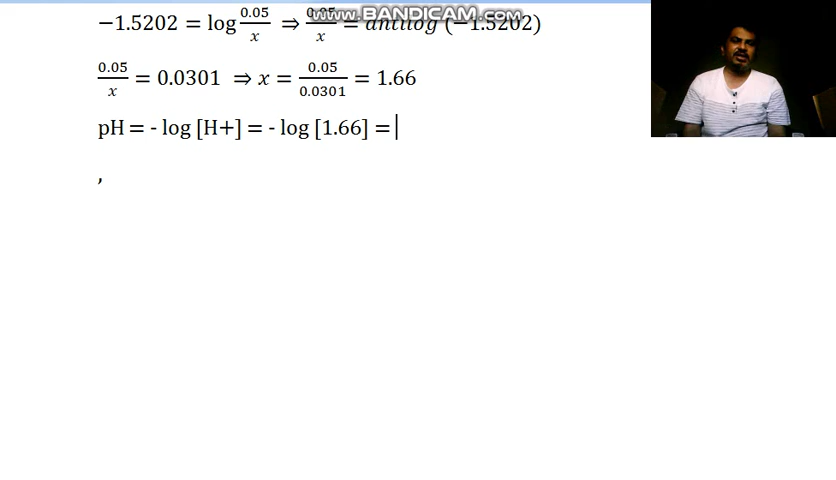 −1.5202 = log 0.05/x ⇒ 0.05/x = antilog (−1.5202)
www.BANDICAM.com
0.05/x = 0.0301 ⇒ x = 0.05/0.0301 = 1.66
pH = - log [H+] = - log [1.66] =
,